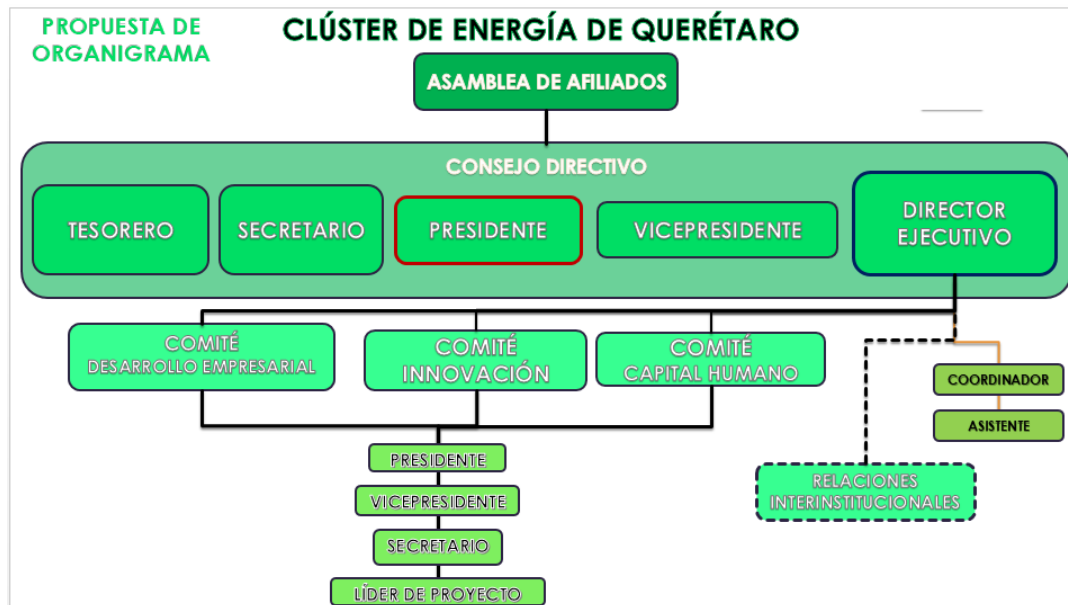 PROPUESTA DE
ORGANIGRAMA
CLÚSTER DE ENERGÍA DE QUERÉTARO
ASAMBLEA DE AFILIADOS
CONSEJO DIRECTIVO
TESORERO
SECRETARIO
PRESIDENTE
VICEPRESIDENTE
DIRECTOR
EJECUTIVO
COMITÉ
DESARROLLO EMPRESARIAL
COMITÉ
INNOVACIÓN
COMITÉ
CAPITAL HUMANO
COORDINADOR
ASISTENTE
PRESIDENTE
VICEPRESIDENTE
SECRETARIO
LÍDER DE PROYECTO
RELACIONES
INTERINSTITUCIONALES